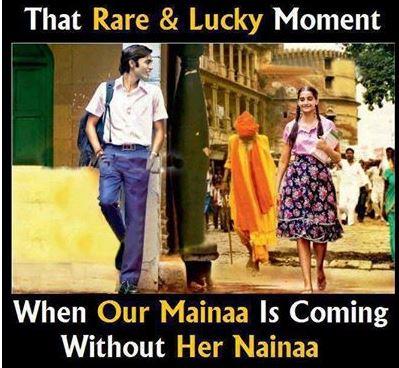 That Rare & Lucky Moment
When Our Mainaa Is Coming
Without Her Nainaa